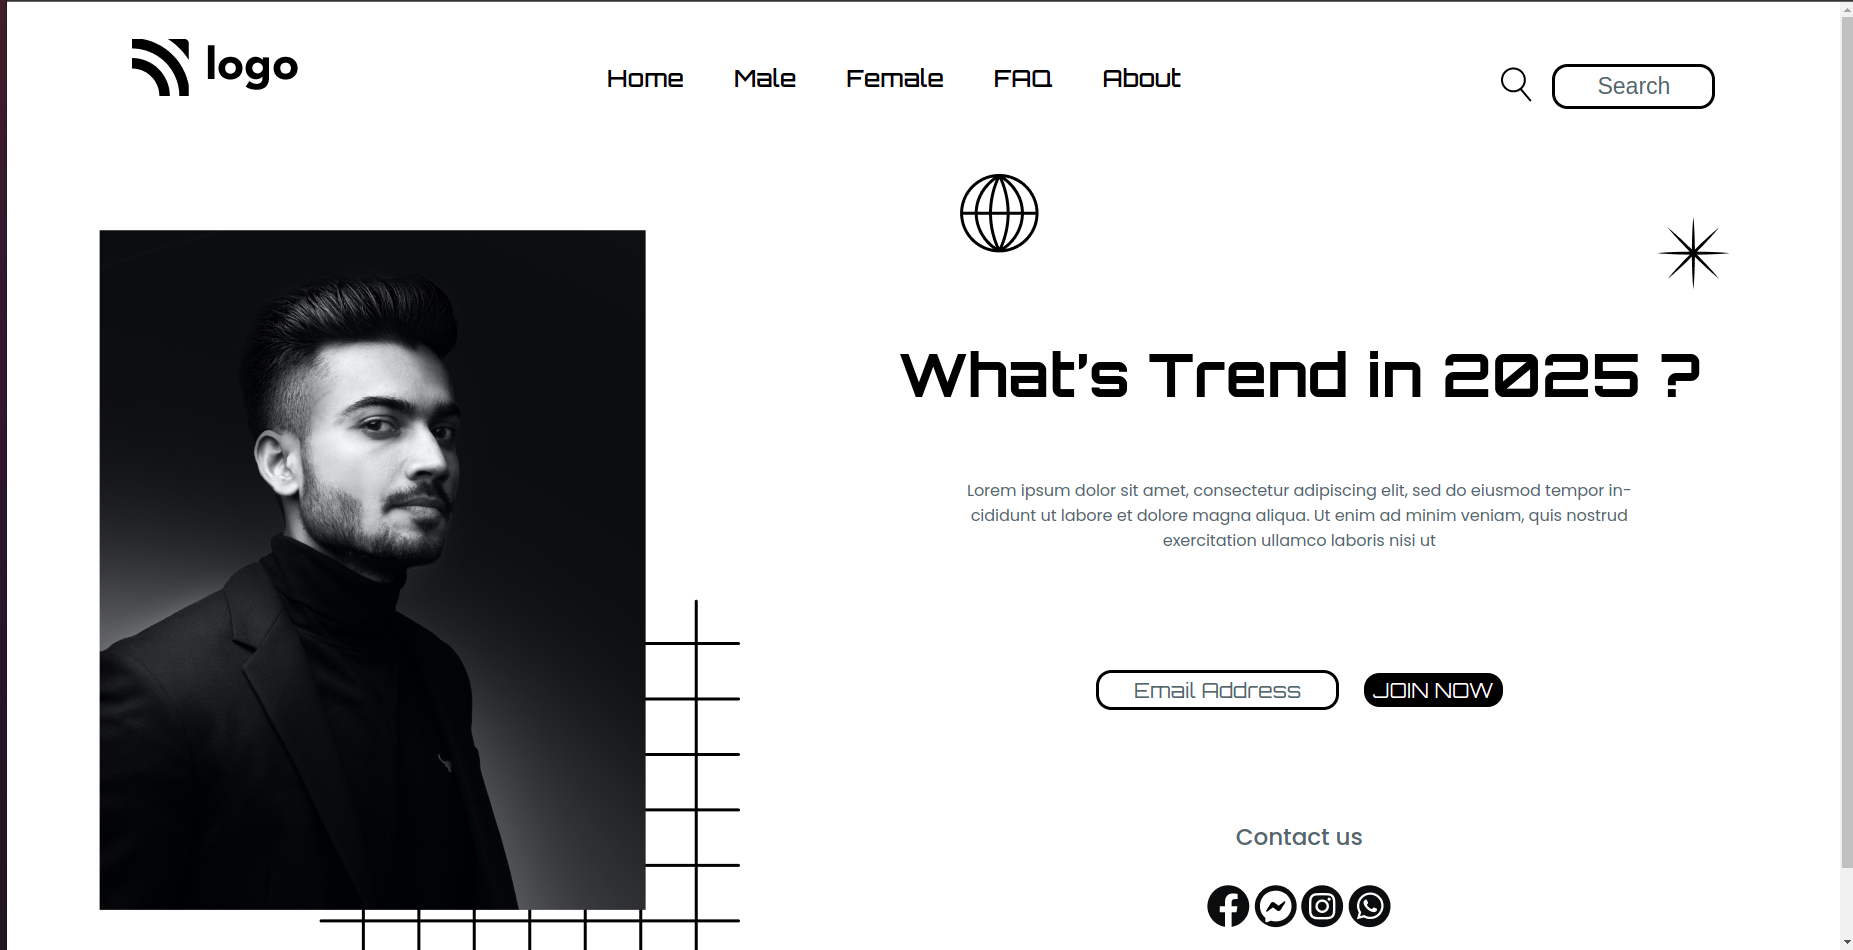 logo
Home
Male
Female
FAQ
About
Search
What's Trend in 2025 ?
Lorem ipsum dolor sit amet, consectetur adipiscing elit, sed do eiusmod tempor in-
cididunt ut labore et dolore magna aliqua. Ut enim ad minim veniam, quis nostrud
exercitation ullamco laboris nisi ut
Email Address
JOIN NOW
Contact us